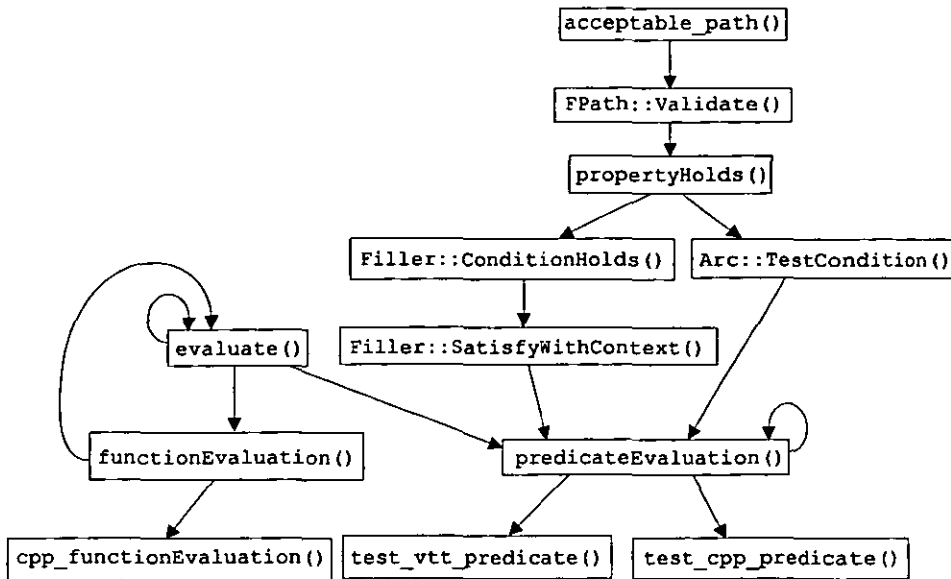 acceptable_path()
FPath::Validate()
propertyHolds()
Filler::ConditionHolds()
Arc::TestCondition()
evaluate()
Filler::SatisfyWithContext()
functionEvaluation()
predicateEvaluation()
cpp_functionEvaluation()
test_vtt_predicate()
test_cpp_predicate()